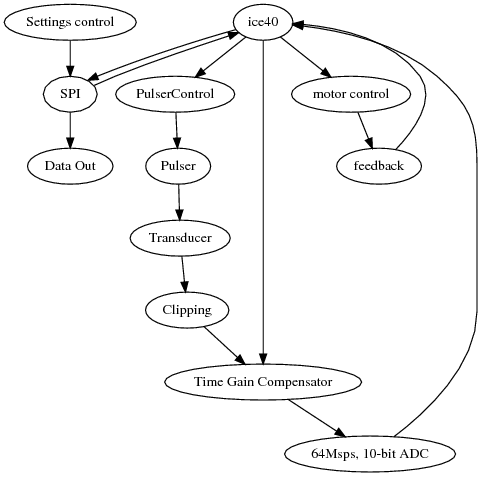 Settings control
ice40
SPI
PulserControl
motor control
Data Out
Pulser
feedback
Transducer
Clipping
Time Gain Compensator
64Msps, 10-bit ADC